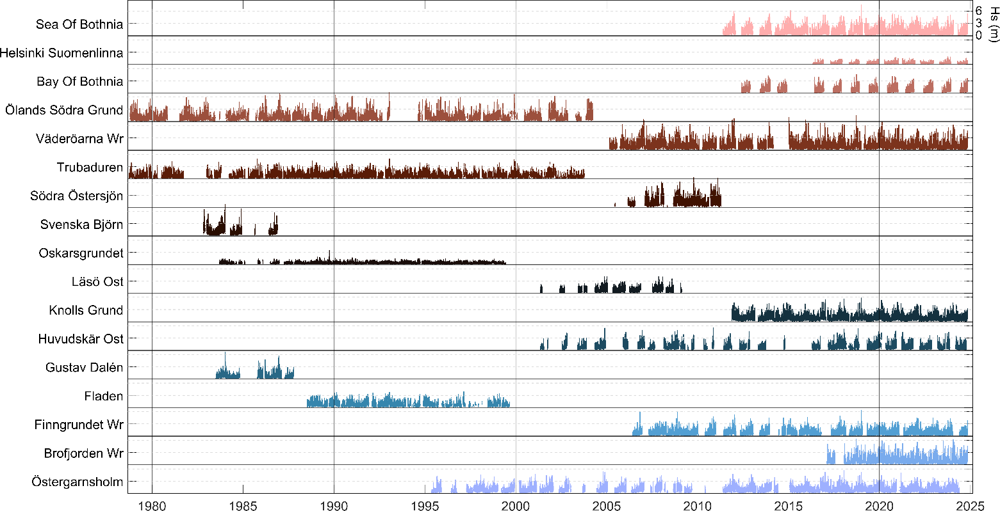 Sea Of Bothnia
Helsinki Suomenlinna
Bay Of Bothnia
Ölands Södra Grund
Väderöarna Wr
Trubaduren
Södra Östersjön
Svenska Björn
Oskarsgrundet
Läsö Ost
Knolls Grund
Huvudskär Ost
Gustav Dalén
Fladen
Finngrundet Wr
Brofjorden Wr
Östergarnsholm
6
3
0
Hs (m)
1980 1985 1990 1995 2000 2005 2010 2015 2020 2025